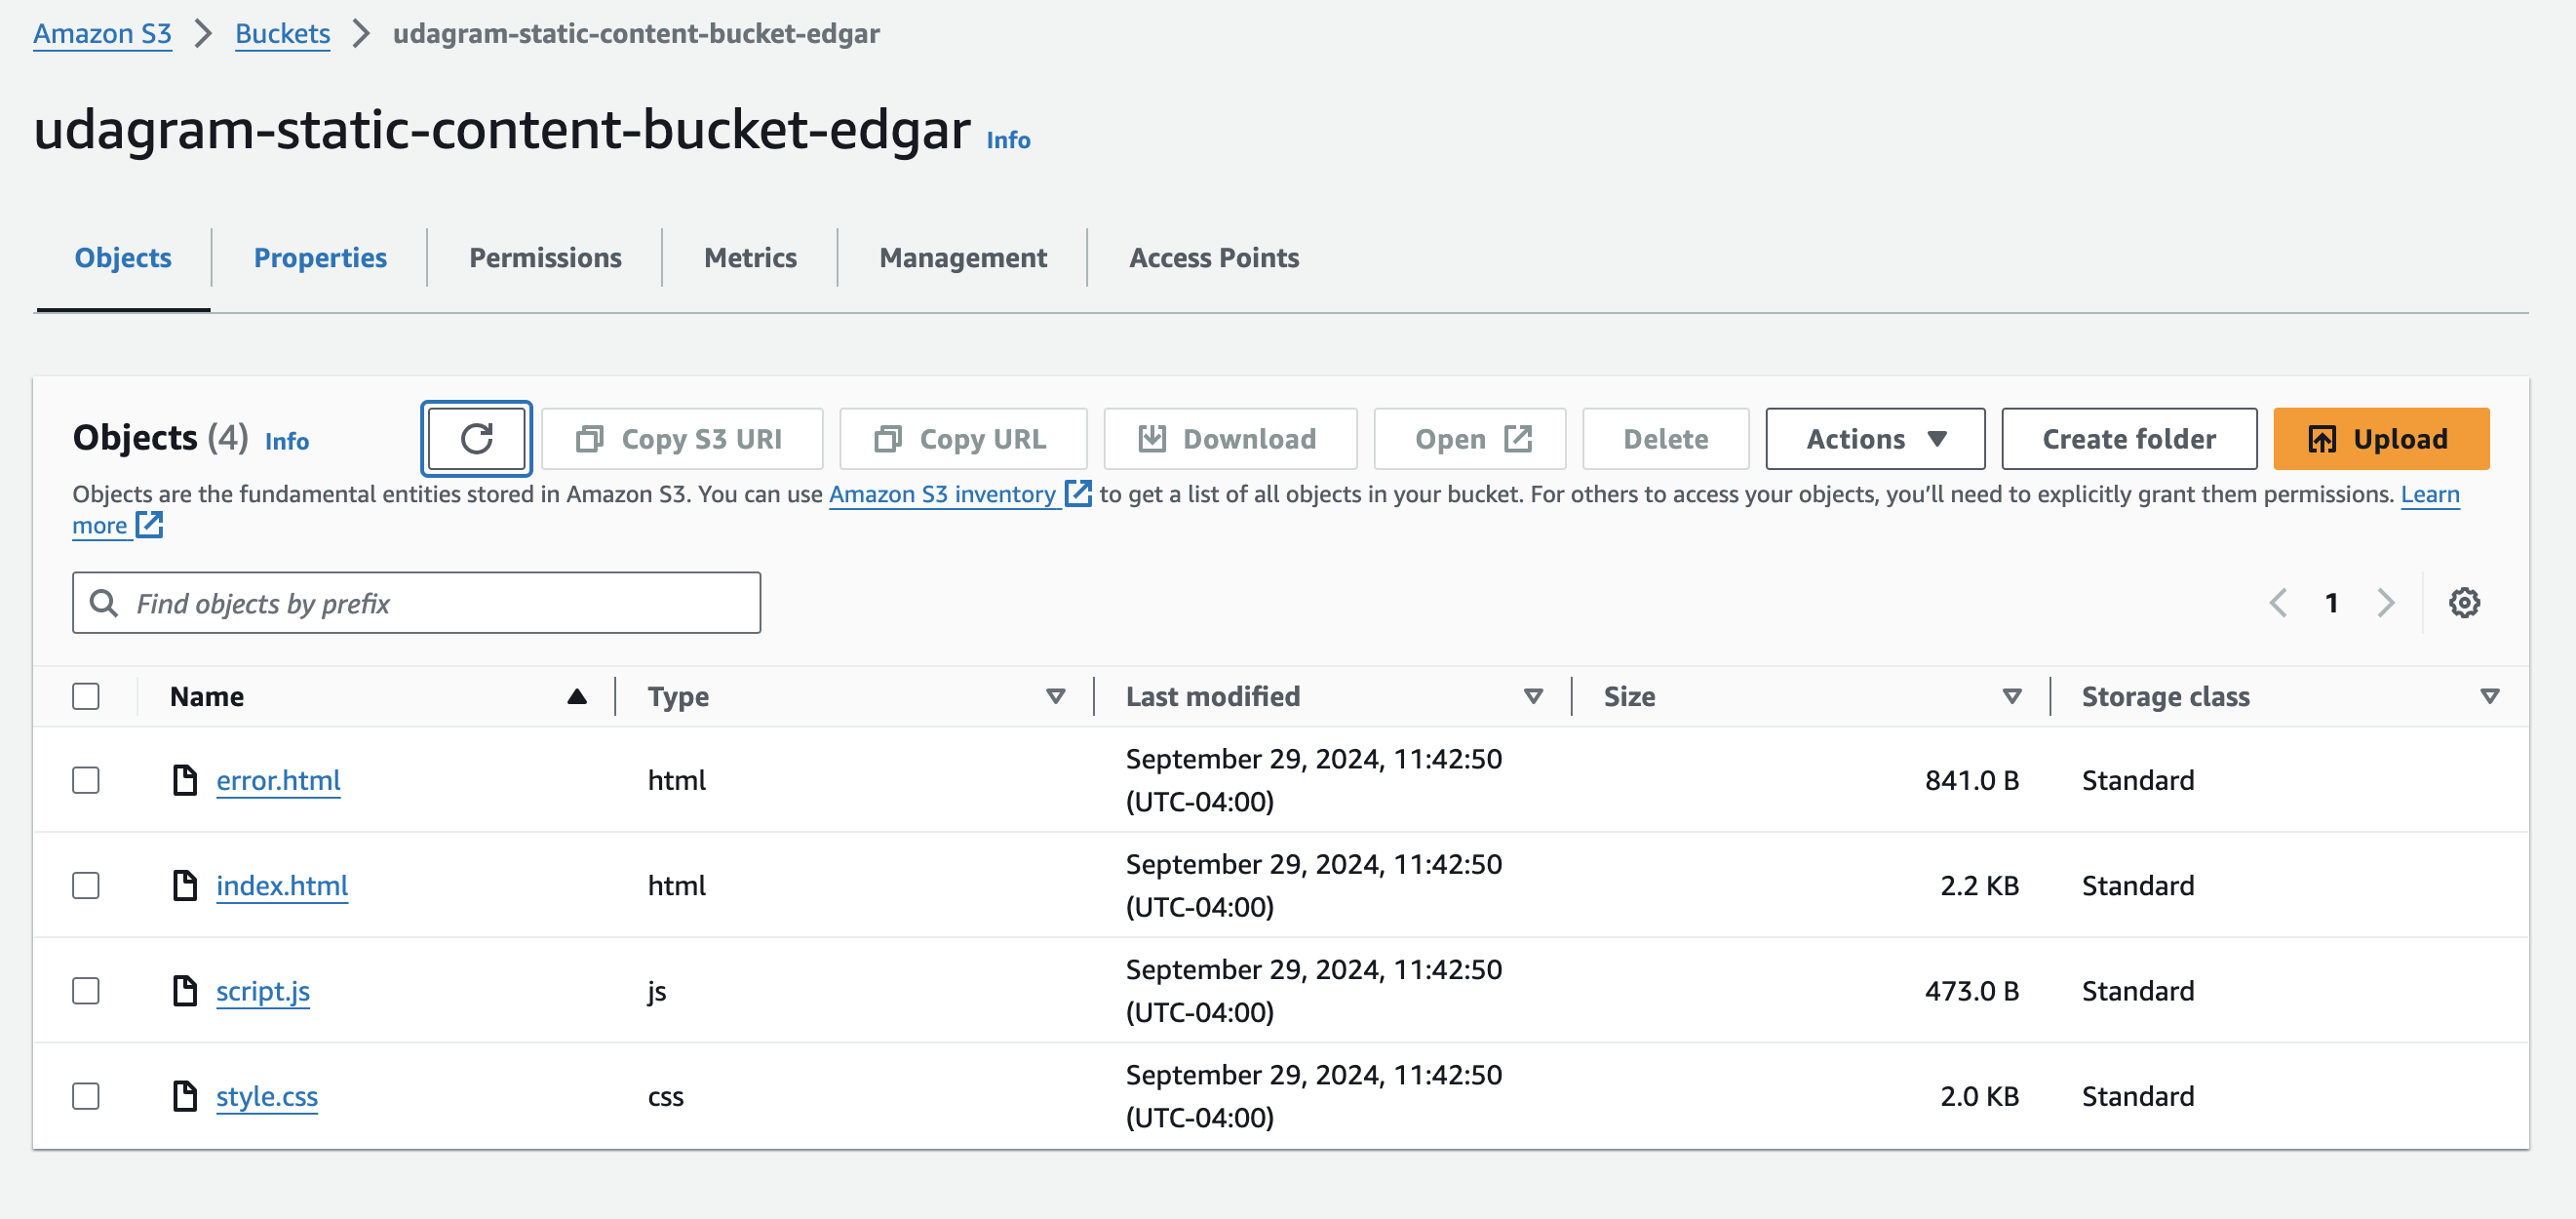 Amazon S3 > Buckets > udagram-static-content-bucket-edgar
udagram-static-content-bucket-edgar Info
Objects Properties Permissions Metrics Management Access Points
Objects (4) Info Copy S3 URI Copy URL Download Open Delete Actions Create folder Upload
Objects are the fundamental entities stored in Amazon S3. You can use Amazon S3 inventory to get a list of all objects in your bucket. For others to access your objects, you’ll need to explicitly grant them permissions. Learn
more
Find objects by prefix 1
Name Type Last modified Size Storage class
error.html html September 29, 2024, 11:42:50 841.0 B Standard
(UTC-04:00)
index.html html September 29, 2024, 11:42:50 2.2 KB Standard
(UTC-04:00)
script.js js September 29, 2024, 11:42:50 473.0 B Standard
(UTC-04:00)
style.css css September 29, 2024, 11:42:50 2.0 KB Standard
(UTC-04:00)